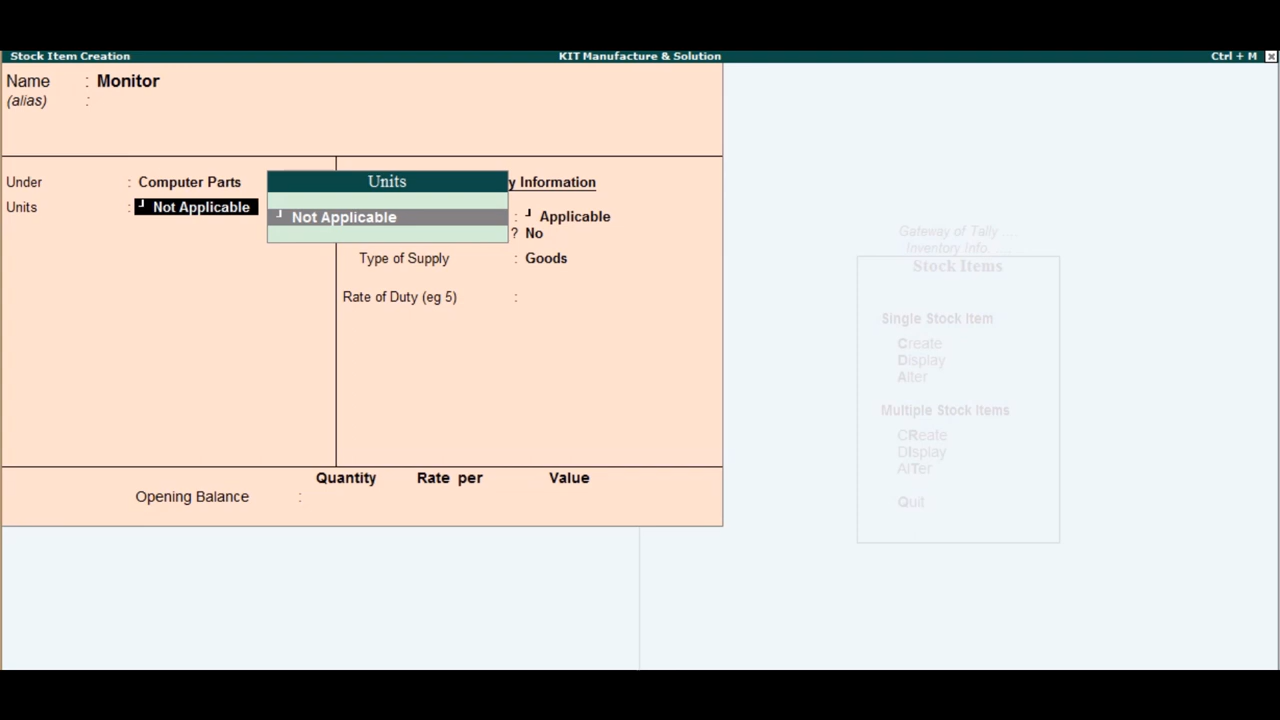 Stock Item Creation KIT Manufacture & Solution Ctrl + M
Name : Monitor
(alias) :
Under : Computer Parts
Units : ┘ Not Applicable
Units
┘ Not Applicable
y Information
: ┘ Applicable
? No
Type of Supply : Goods
Rate of Duty (eg 5) :
Quantity Rate per Value
Opening Balance :
Gateway of Tally ....
Inventory Info. ....
Stock Items
Single Stock Item
Create
Display
Alter
Multiple Stock Items
CReate
DIsplay
AlTer
Quit